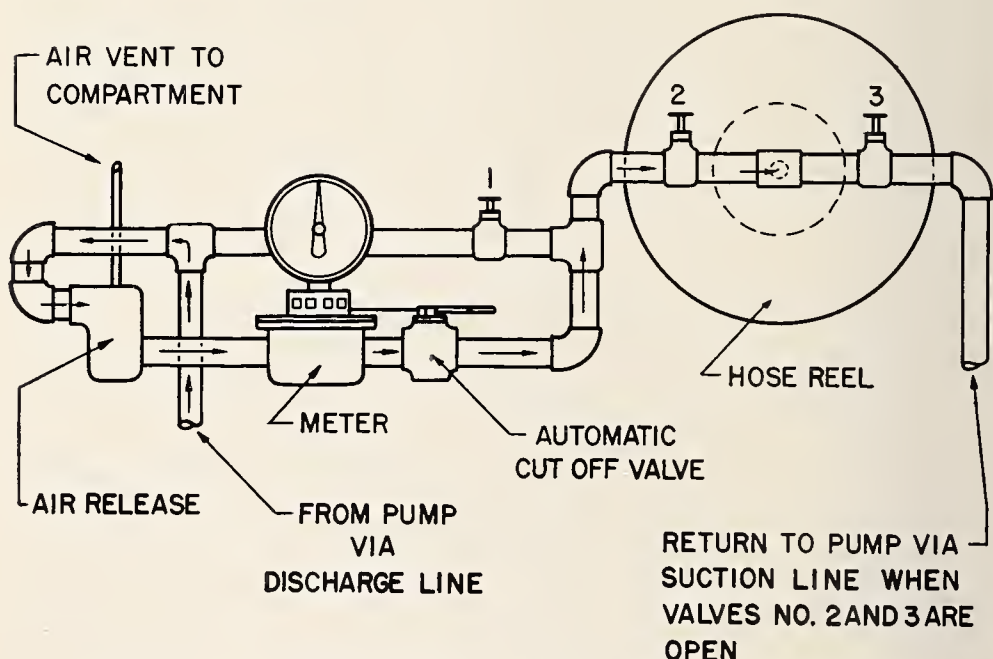 AIR VENT TO
COMPARTMENT
1
2
3
HOSE REEL
METER
AUTOMATIC
CUT OFF VALVE
AIR RELEASE
FROM PUMP
VIA
DISCHARGE LINE
RETURN TO PUMP VIA
SUCTION LINE WHEN
VALVES NO. 2 AND 3 ARE
OPEN